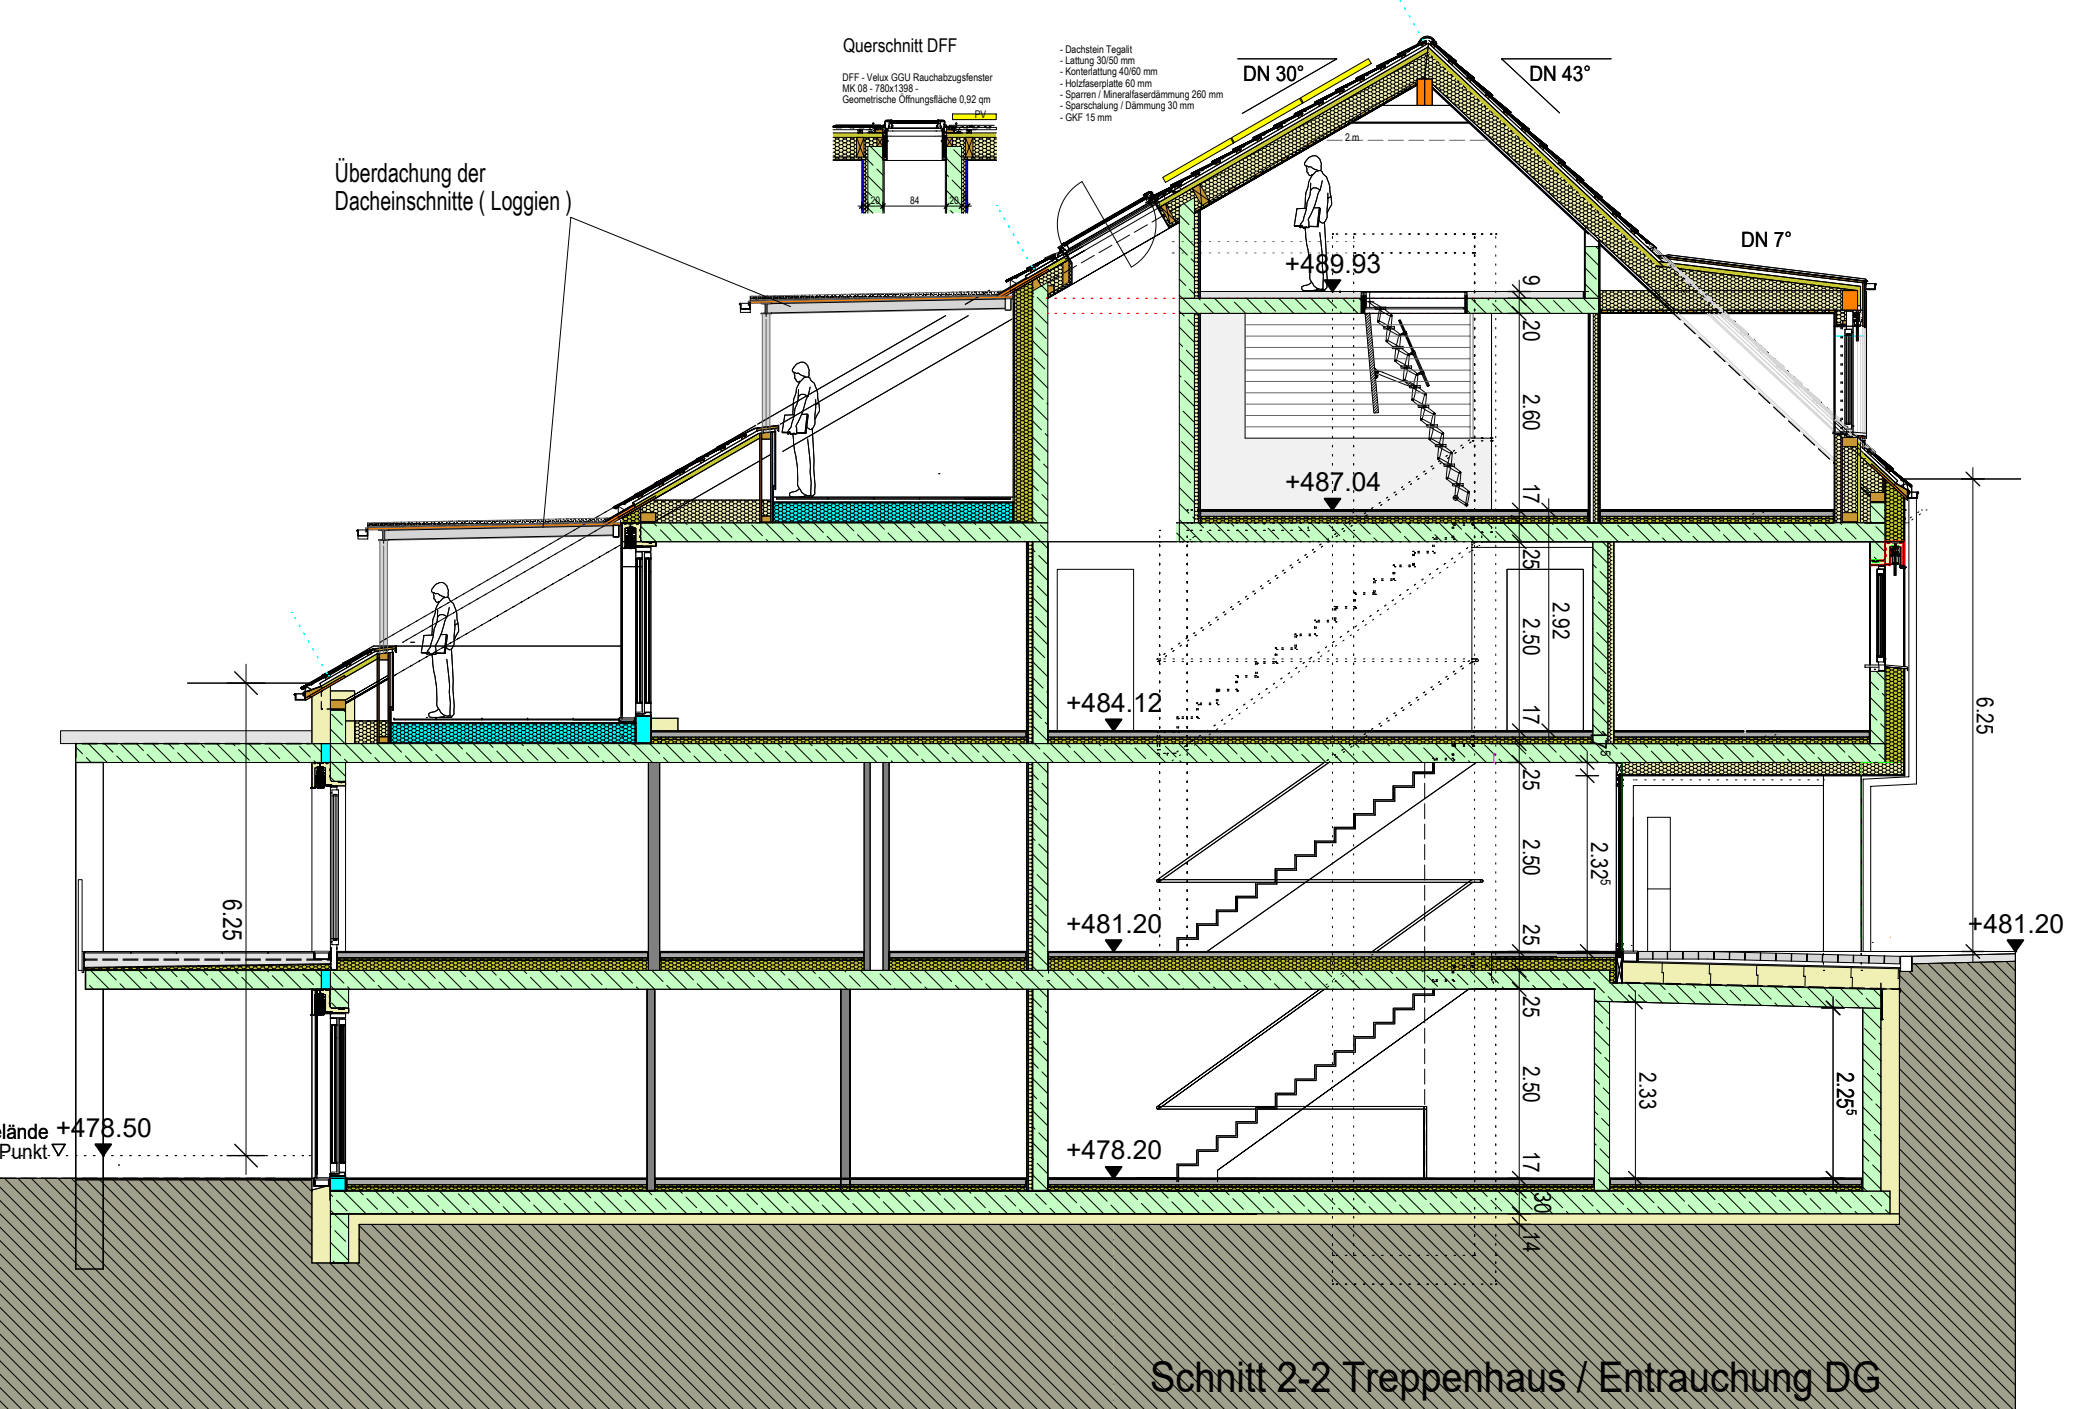 Querschnitt DFF
DFF - Velux GGU Rauchabzugsfenster
MK 08 - 780x1398 -
Geometrische Öffnungsfläche 0,92 qm
PV
20
84
20
- Dachstein Tegalit
- Lattung 30/50 mm
- Konterlattung 40/60 mm
- Holzfaserplatte 60 mm
- Sparren / Mineralfaserdämmung 260 mm
- Sparschalung / Dämmung 30 mm
- GKF 15 mm
DN 30°
DN 43°
2 m
Überdachung der
Dacheinschnitte ( Loggien )
DN 7°
+489.93
9
20
2.60
+487.04
17
25
2.92
2.50
+484.12
17
6.25
25
2.50
2.32⁵
6.25
+481.20
25
+481.20
25
2.50
2.33
2.25⁵
elände +478.50
Punkt
+478.20
17
30
14
Schnitt 2-2 Treppenhaus / Entrauchung DG